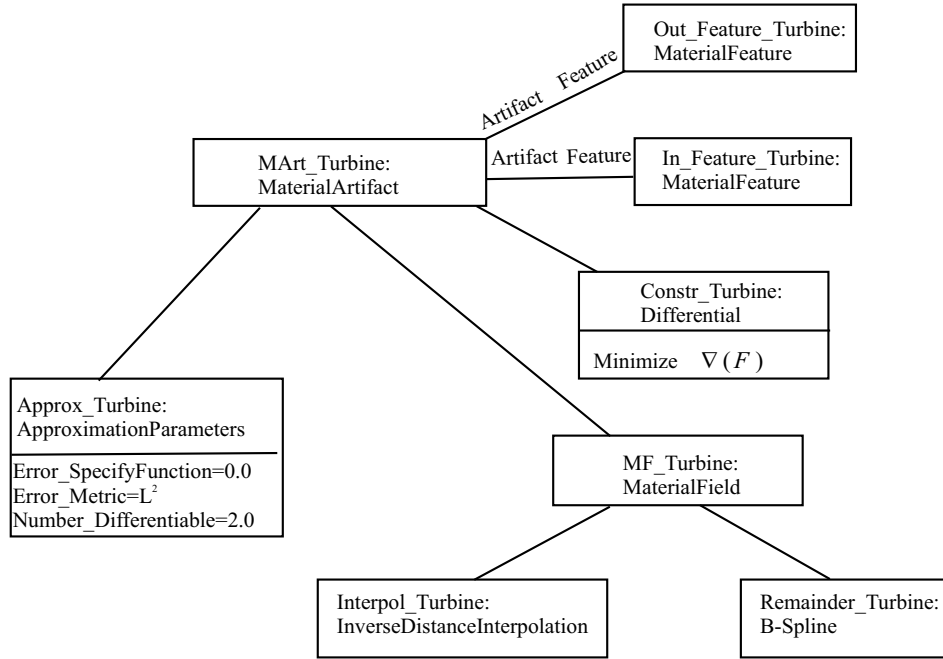 Out_Feature_Turbine:
MaterialFeature
Artifact Feature
MArt_Turbine:
MaterialArtifact
Artifact Feature
In_Feature_Turbine:
MaterialFeature
Constr_Turbine:
Differential
Minimize ∇(F)
Approx_Turbine:
ApproximationParameters
Error_SpecifyFunction=0.0
Error_Metric=L²
Number_Differentiable=2.0
MF_Turbine:
MaterialField
Interpol_Turbine:
InverseDistanceInterpolation
Remainder_Turbine:
B-Spline